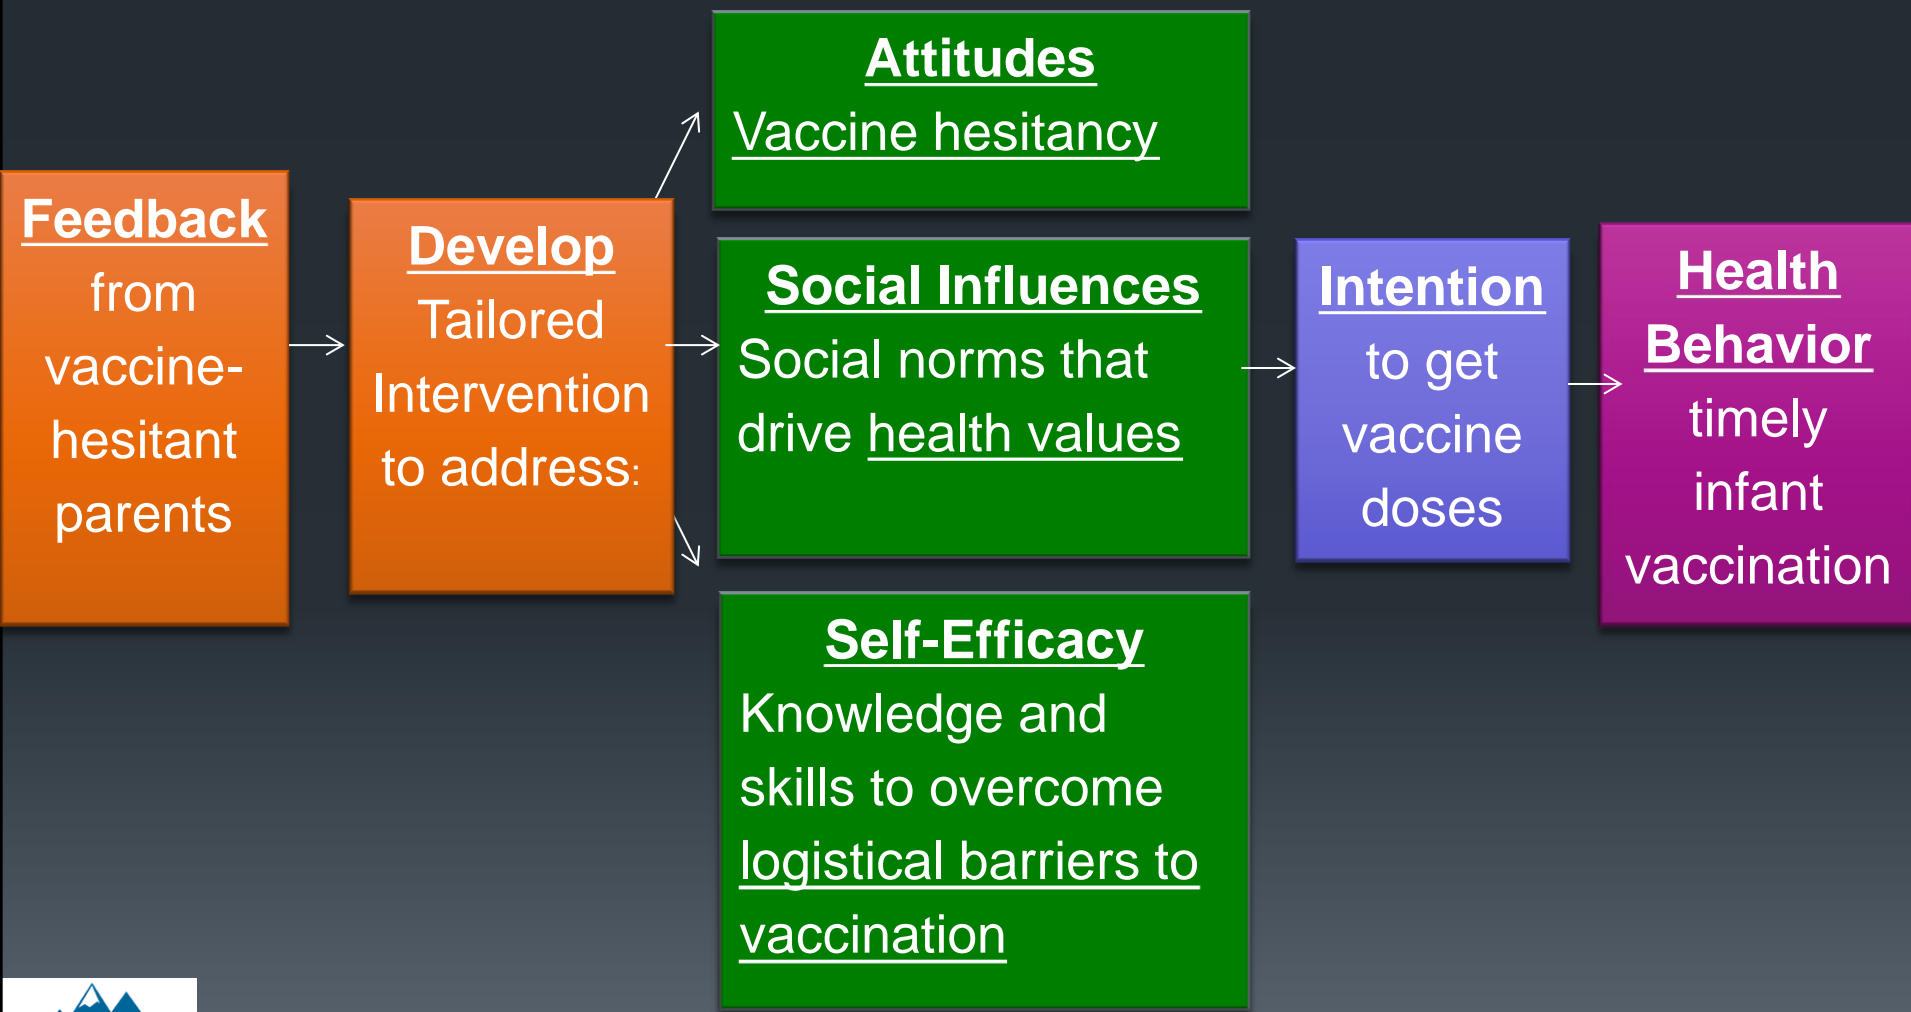 Feedback
from
vaccine-
hesitant
parents
Develop
Tailored
Intervention
to address:
Attitudes
Vaccine hesitancy
Social Influences
Social norms that
drive health values
Self-Efficacy
Knowledge and
skills to overcome
logistical barriers to
vaccination
Intention
to get
vaccine
doses
Health
Behavior
timely
infant
vaccination